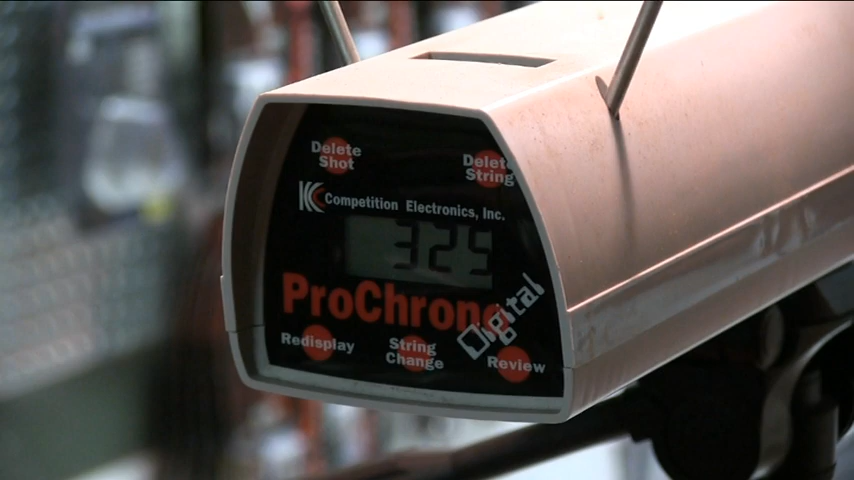 Delete
Shot
Delete
String
Competition Electronics, Inc.
325
ProChrono
Digital
Redisplay
String
Change
Review